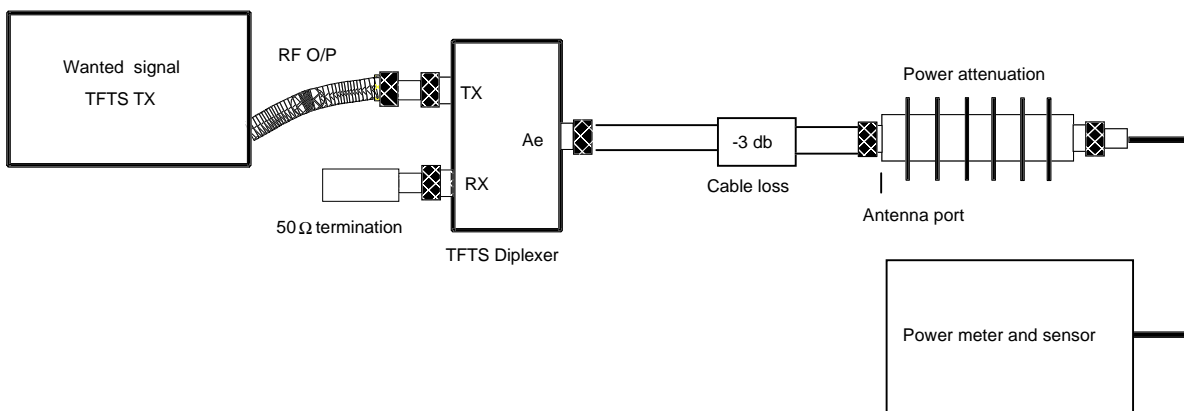 Wanted signal
TFTS TX
RF O/P
TX
Ae
RX
50Ω termination
TFTS Diplexer
-3 db
Cable loss
Power attenuation
Antenna port
Power meter and sensor